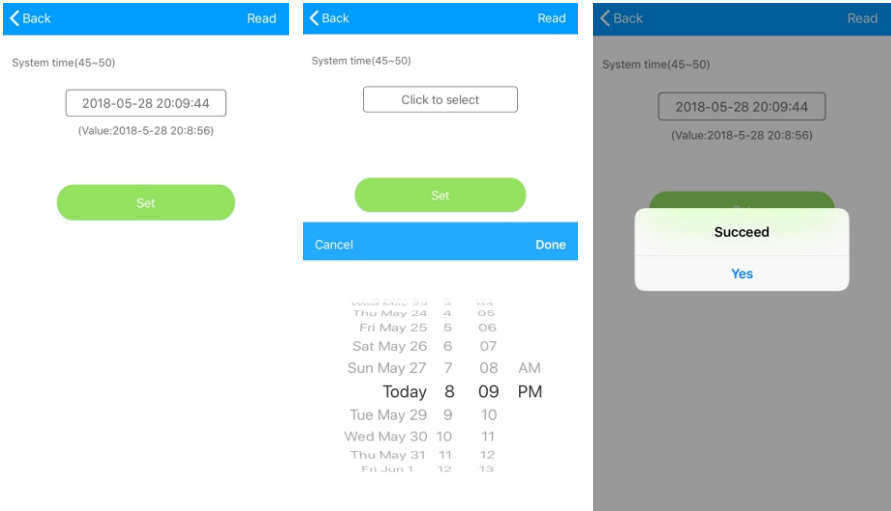 Back Read
System time(45~50)
2018-05-28 20:09:44
(Value:2018-5-28 20:8:56)
Set
Back Read
System time(45~50)
Click to select
Set
Cancel Done
Wed May 23 3 04
Thu May 24 4 05
Fri May 25 5 06
Sat May 26 6 07
Sun May 27 7 08 AM
Today 8 09 PM
Tue May 29 9 10
Wed May 30 10 11
Thu May 31 11 12
Fri Jun 1 12 13
Back Read
System time(45~50)
2018-05-28 20:09:44
(Value:2018-5-28 20:8:56)
Succeed
Yes